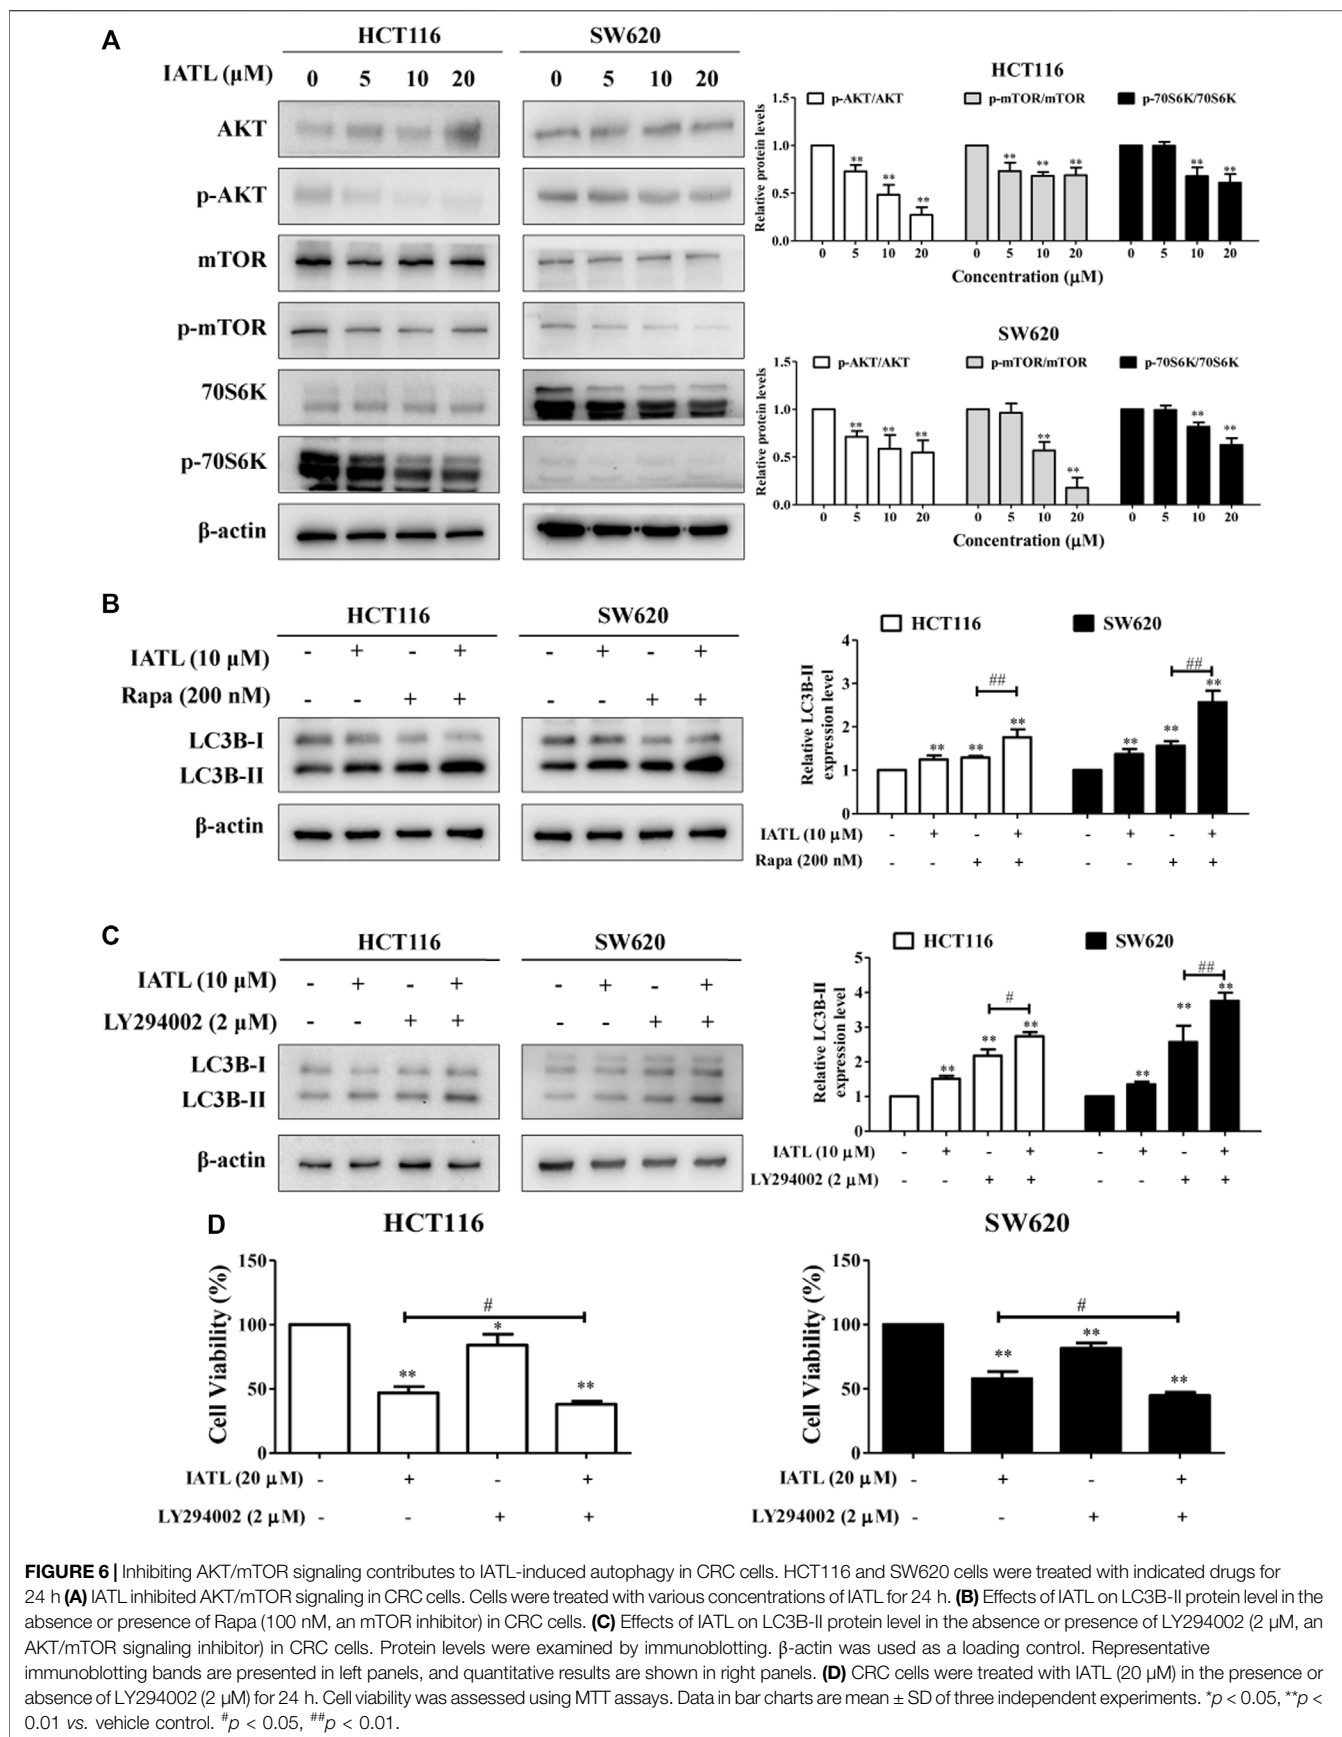 A
HCT116
SW620
IATL (μM)
0 5 10 20
0 5 10 20
AKT
p-AKT
mTOR
p-mTOR
70S6K
p-70S6K
β-actin
HCT116
p-AKT/AKT
p-mTOR/mTOR
p-70S6K/70S6K
Relative protein levels
1.5
1.0
0.5
0.0
** ** **
** ** **
** **
0 5 10 20 0 5 10 20 0 5 10 20
Concentration (μM)
SW620
p-AKT/AKT
p-mTOR/mTOR
p-70S6K/70S6K
Relative protein levels
1.5
1.0
0.5
0.0
** ** **
** **
** **
0 5 10 20 0 5 10 20 0 5 10 20
Concentration (μM)
B
HCT116
SW620
IATL (10 μM) - + - + - + - +
Rapa (200 nM) - - + + - - + +
LC3B-I
LC3B-II
β-actin
HCT116
SW620
Relative LC3B-II
expression level
4
3
2
1
0
** ** ** ##
** ** ** ##
IATL (10 μM) - + - + - + - +
Rapa (200 nM) - - + + - - + +
C
HCT116
SW620
IATL (10 μM) - + - + - + - +
LY294002 (2 μM) - - + + - - + +
LC3B-I
LC3B-II
β-actin
HCT116
SW620
Relative LC3B-II
expression level
5
4
3
2
1
0
** ** ** #
** ** ** ##
IATL (10 μM) - + - + - + - +
LY294002 (2 μM) - - + + - - + +
D
HCT116
Cell Viability (%)
150
100
50
0
** * ** #
IATL (20 μM) - + - +
LY294002 (2 μM) - - + +
SW620
Cell Viability (%)
150
100
50
0
** ** ** #
IATL (20 μM) - + - +
LY294002 (2 μM) - - + +
FIGURE 6 | Inhibiting AKT/mTOR signaling contributes to IATL-induced autophagy in CRC cells. HCT116 and SW620 cells were treated with indicated drugs for
24 h (A) IATL inhibited AKT/mTOR signaling in CRC cells. Cells were treated with various concentrations of IATL for 24 h. (B) Effects of IATL on LC3B-II protein level in the
absence or presence of Rapa (100 nM, an mTOR inhibitor) in CRC cells. (C) Effects of IATL on LC3B-II protein level in the absence or presence of LY294002 (2 μM, an
AKT/mTOR signaling inhibitor) in CRC cells. Protein levels were examined by immunoblotting. β-actin was used as a loading control. Representative
immunoblotting bands are presented in left panels, and quantitative results are shown in right panels. (D) CRC cells were treated with IATL (20 μM) in the presence or
absence of LY294002 (2 μM) for 24 h. Cell viability was assessed using MTT assays. Data in bar charts are mean ± SD of three independent experiments. *p < 0.05, **p <
0.01 vs. vehicle control. #p < 0.05, ##p < 0.01.